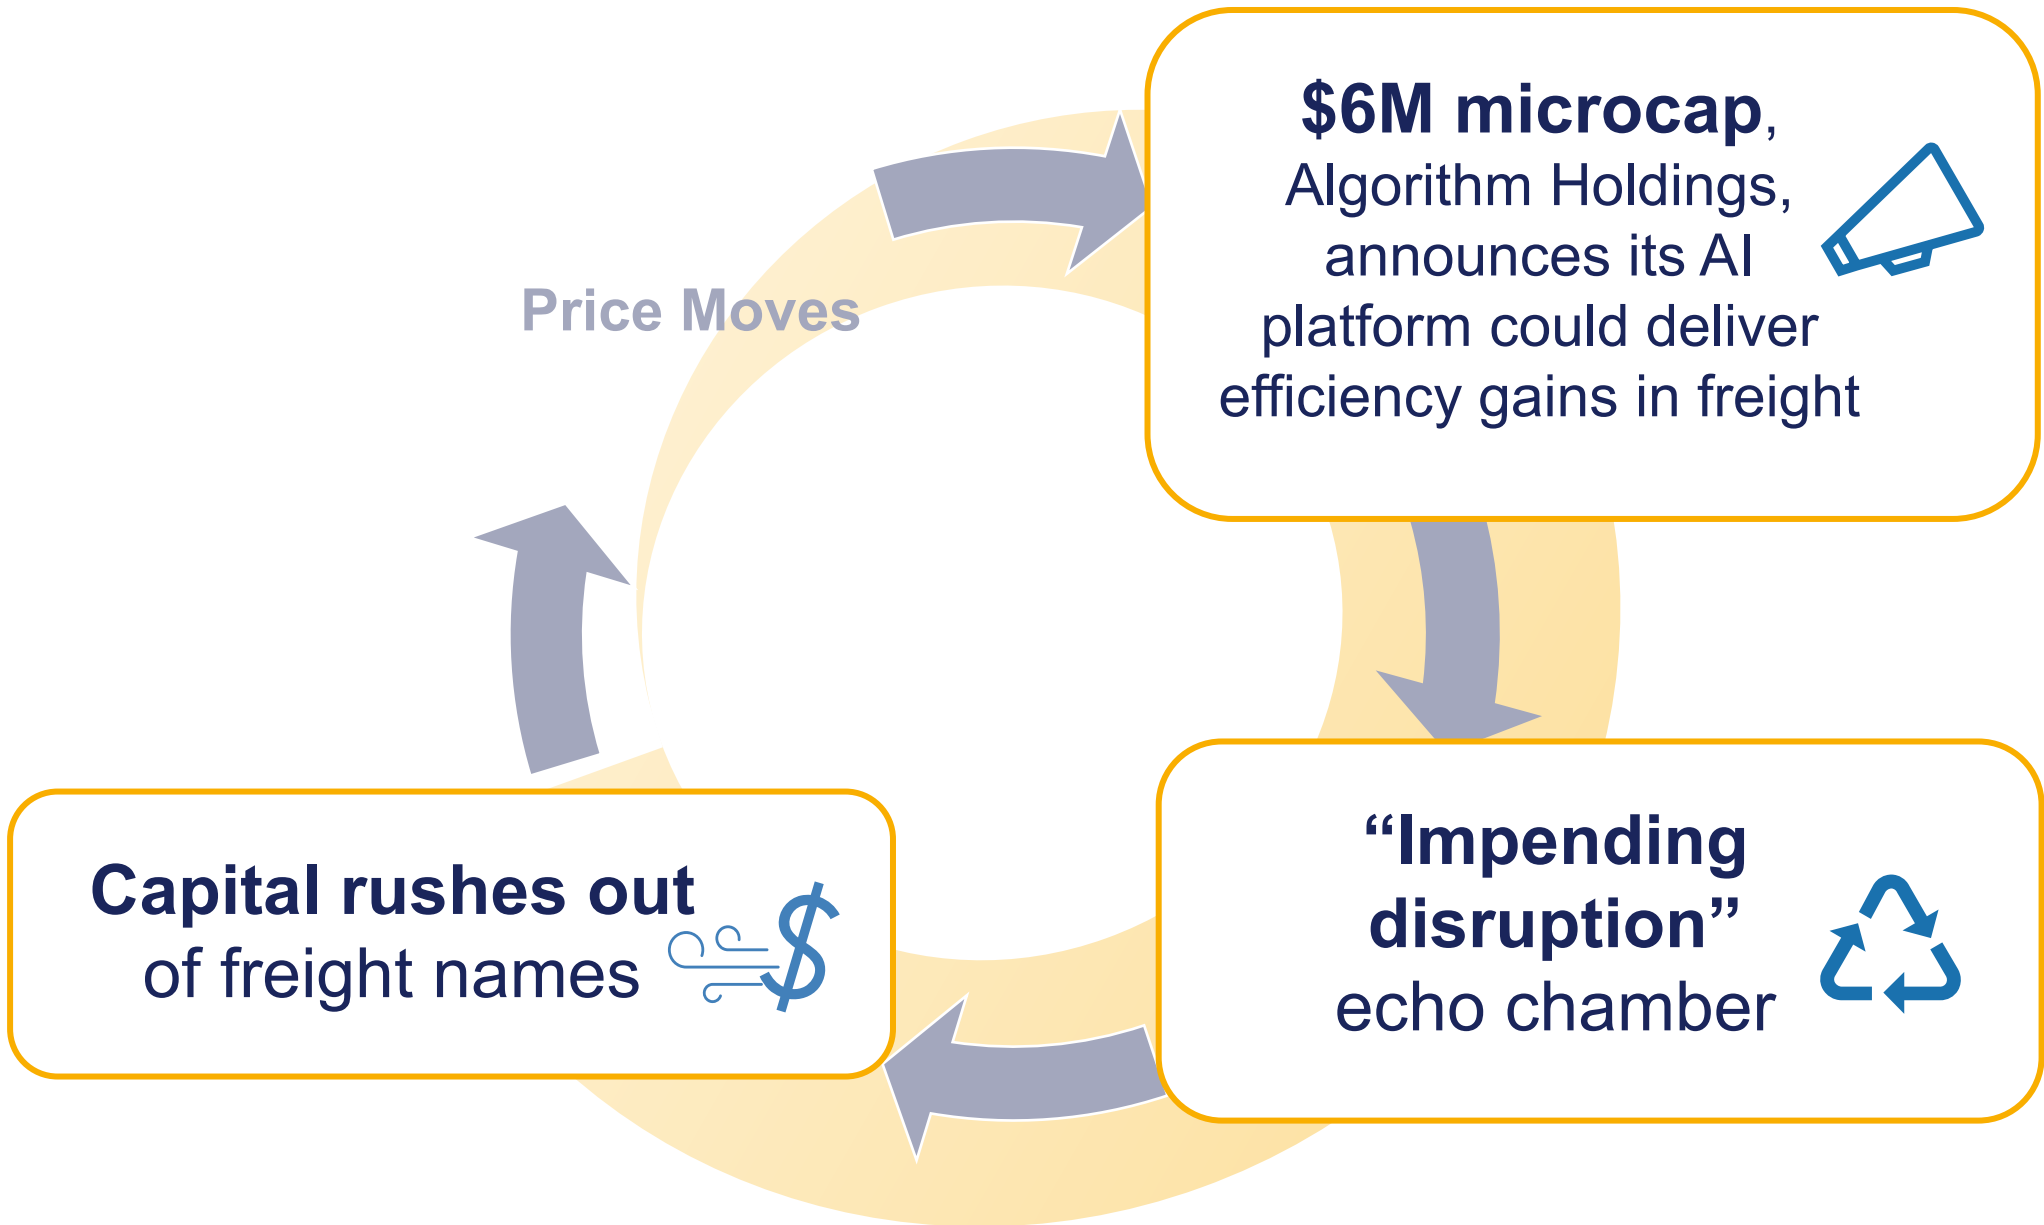 $6M microcap,
Algorithm Holdings,
announces its AI
platform could deliver
efficiency gains in freight
Price Moves
“Impending
disruption”
echo chamber
Capital rushes out
of freight names